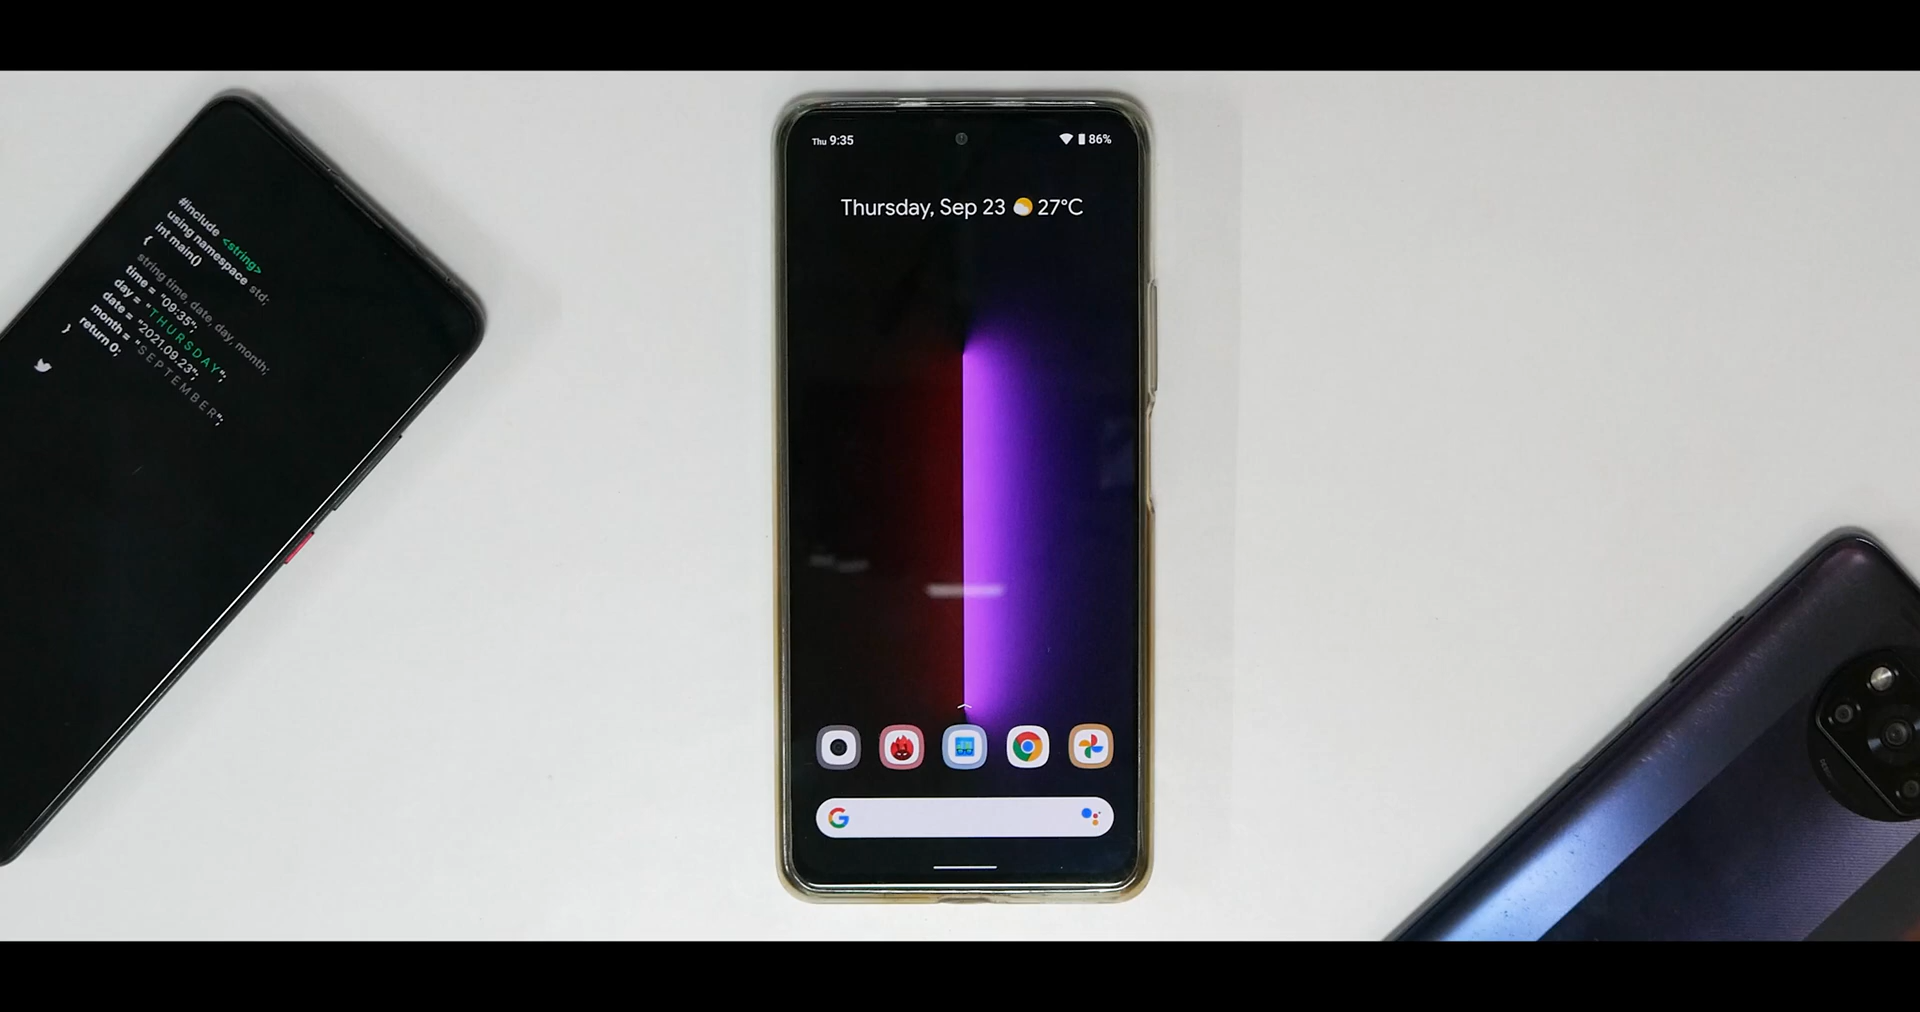 #include <string>
using namespace std;
int main()
{
string time, date, day, month;
time = "09:35";
day = "THURSDAY";
date = "2021.09.23";
month = "SEPTEMBER";
return 0;
}
Thu 9:35
86%
Thursday, Sep 23 27°C
G